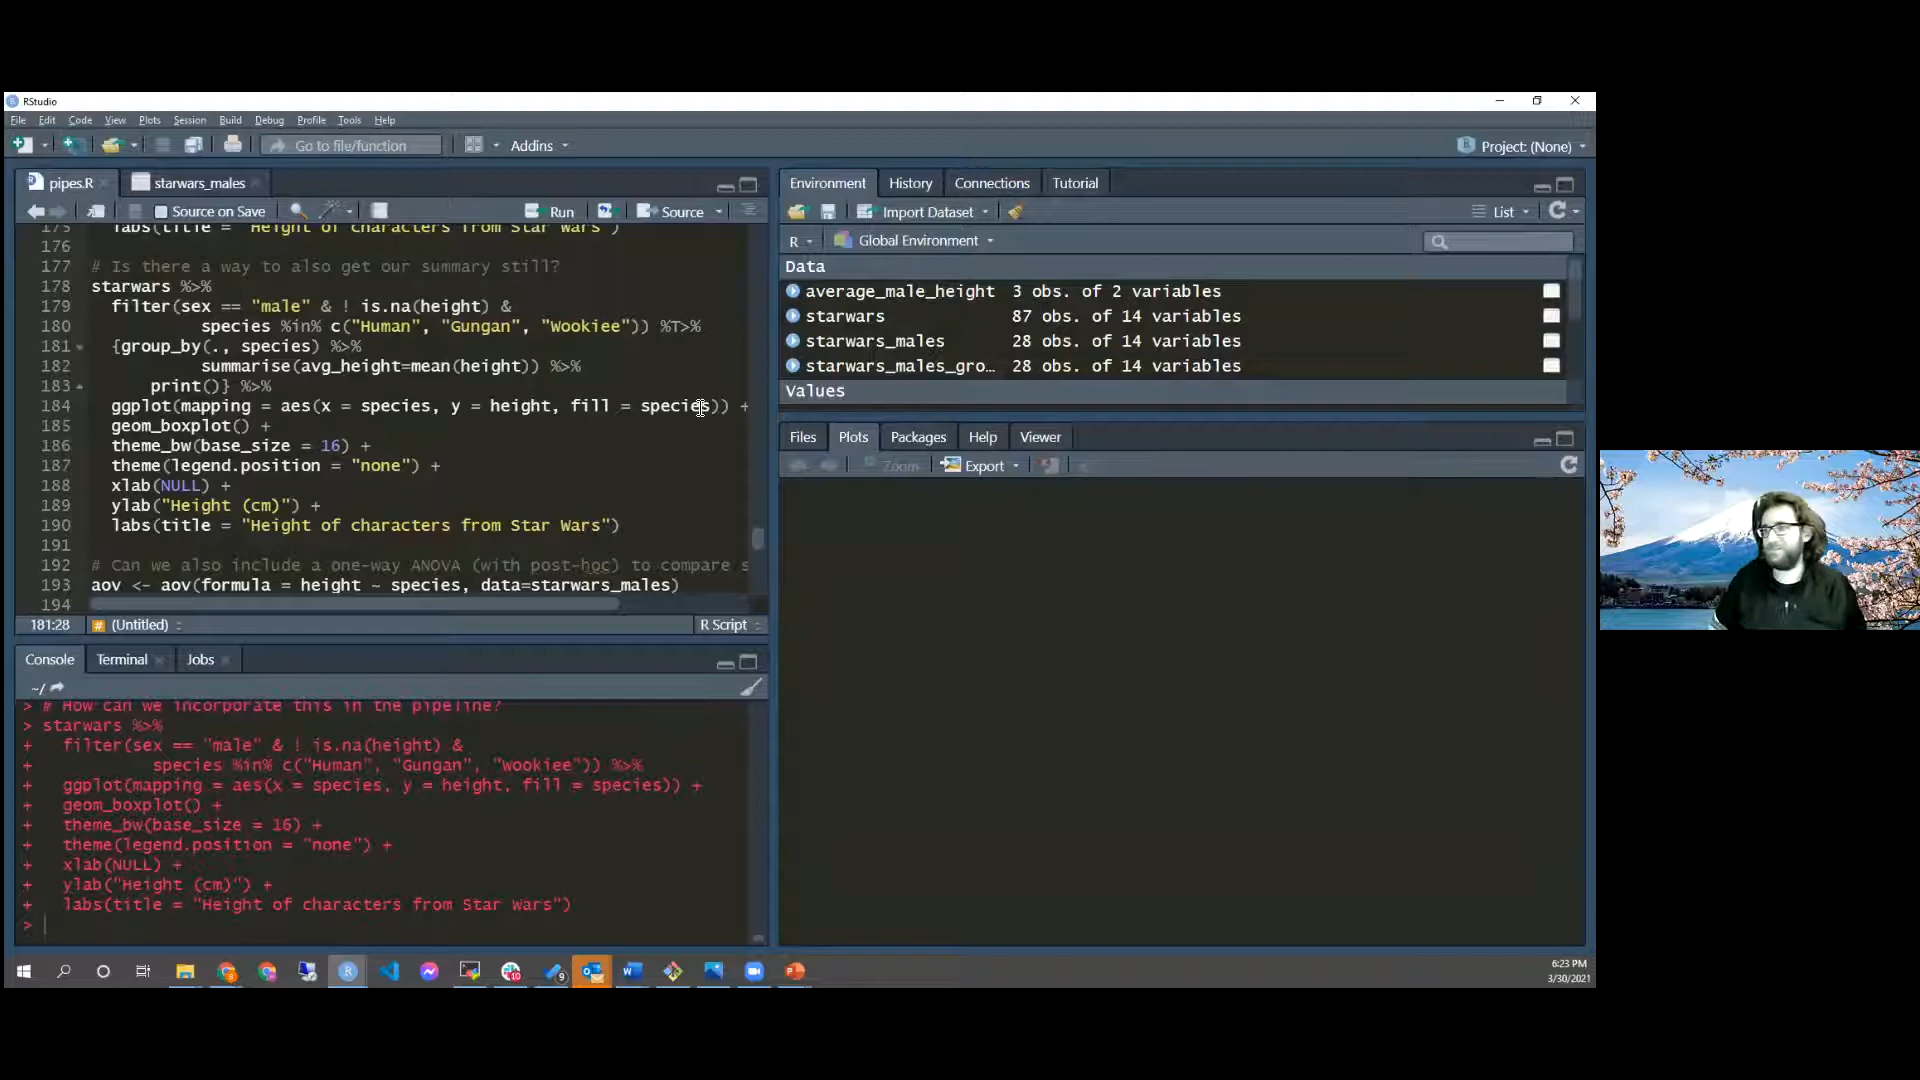 RStudio
File Edit Code View Plots Session Build Debug Profile Tools Help
Go to file/function Addins Project: (None)
pipes.R starwars_males
Source on Save Run Source
175 labs(title = "Height of characters from Star Wars")
176
177 # Is there a way to also get our summary still?
178 starwars %>%
179 filter(sex == "male" & ! is.na(height) &
180 species %in% c("Human", "Gungan", "Wookiee")) %T>%
181 {group_by(., species) %>%
182 summarise(avg_height=mean(height)) %>%
183 print()} %>%
184 ggplot(mapping = aes(x = species, y = height, fill = species)) +
185 geom_boxplot() +
186 theme_bw(base_size = 16) +
187 theme(legend.position = "none") +
188 xlab(NULL) +
189 ylab("Height (cm)") +
190 labs(title = "Height of characters from Star Wars")
191
192 # Can we also include a one-way ANOVA (with post-hoc) to compare s
193 aov <- aov(formula = height ~ species, data=starwars_males)
194
181:28 (Untitled) R Script
Console Terminal Jobs
~/
> # How can we incorporate this in the pipeline?
> starwars %>%
+ filter(sex == "male" & ! is.na(height) &
+ species %in% c("Human", "Gungan", "Wookiee")) %>%
+ ggplot(mapping = aes(x = species, y = height, fill = species)) +
+ geom_boxplot() +
+ theme_bw(base_size = 16) +
+ theme(legend.position = "none") +
+ xlab(NULL) +
+ ylab("Height (cm)") +
+ labs(title = "Height of characters from Star Wars")
>
Environment History Connections Tutorial
Import Dataset List
R Global Environment
Data
average_male_height 3 obs. of 2 variables
starwars 87 obs. of 14 variables
starwars_males 28 obs. of 14 variables
starwars_males_gro… 28 obs. of 14 variables
Values
Files Plots Packages Help Viewer
Zoom Export
6:23 PM
3/30/2021